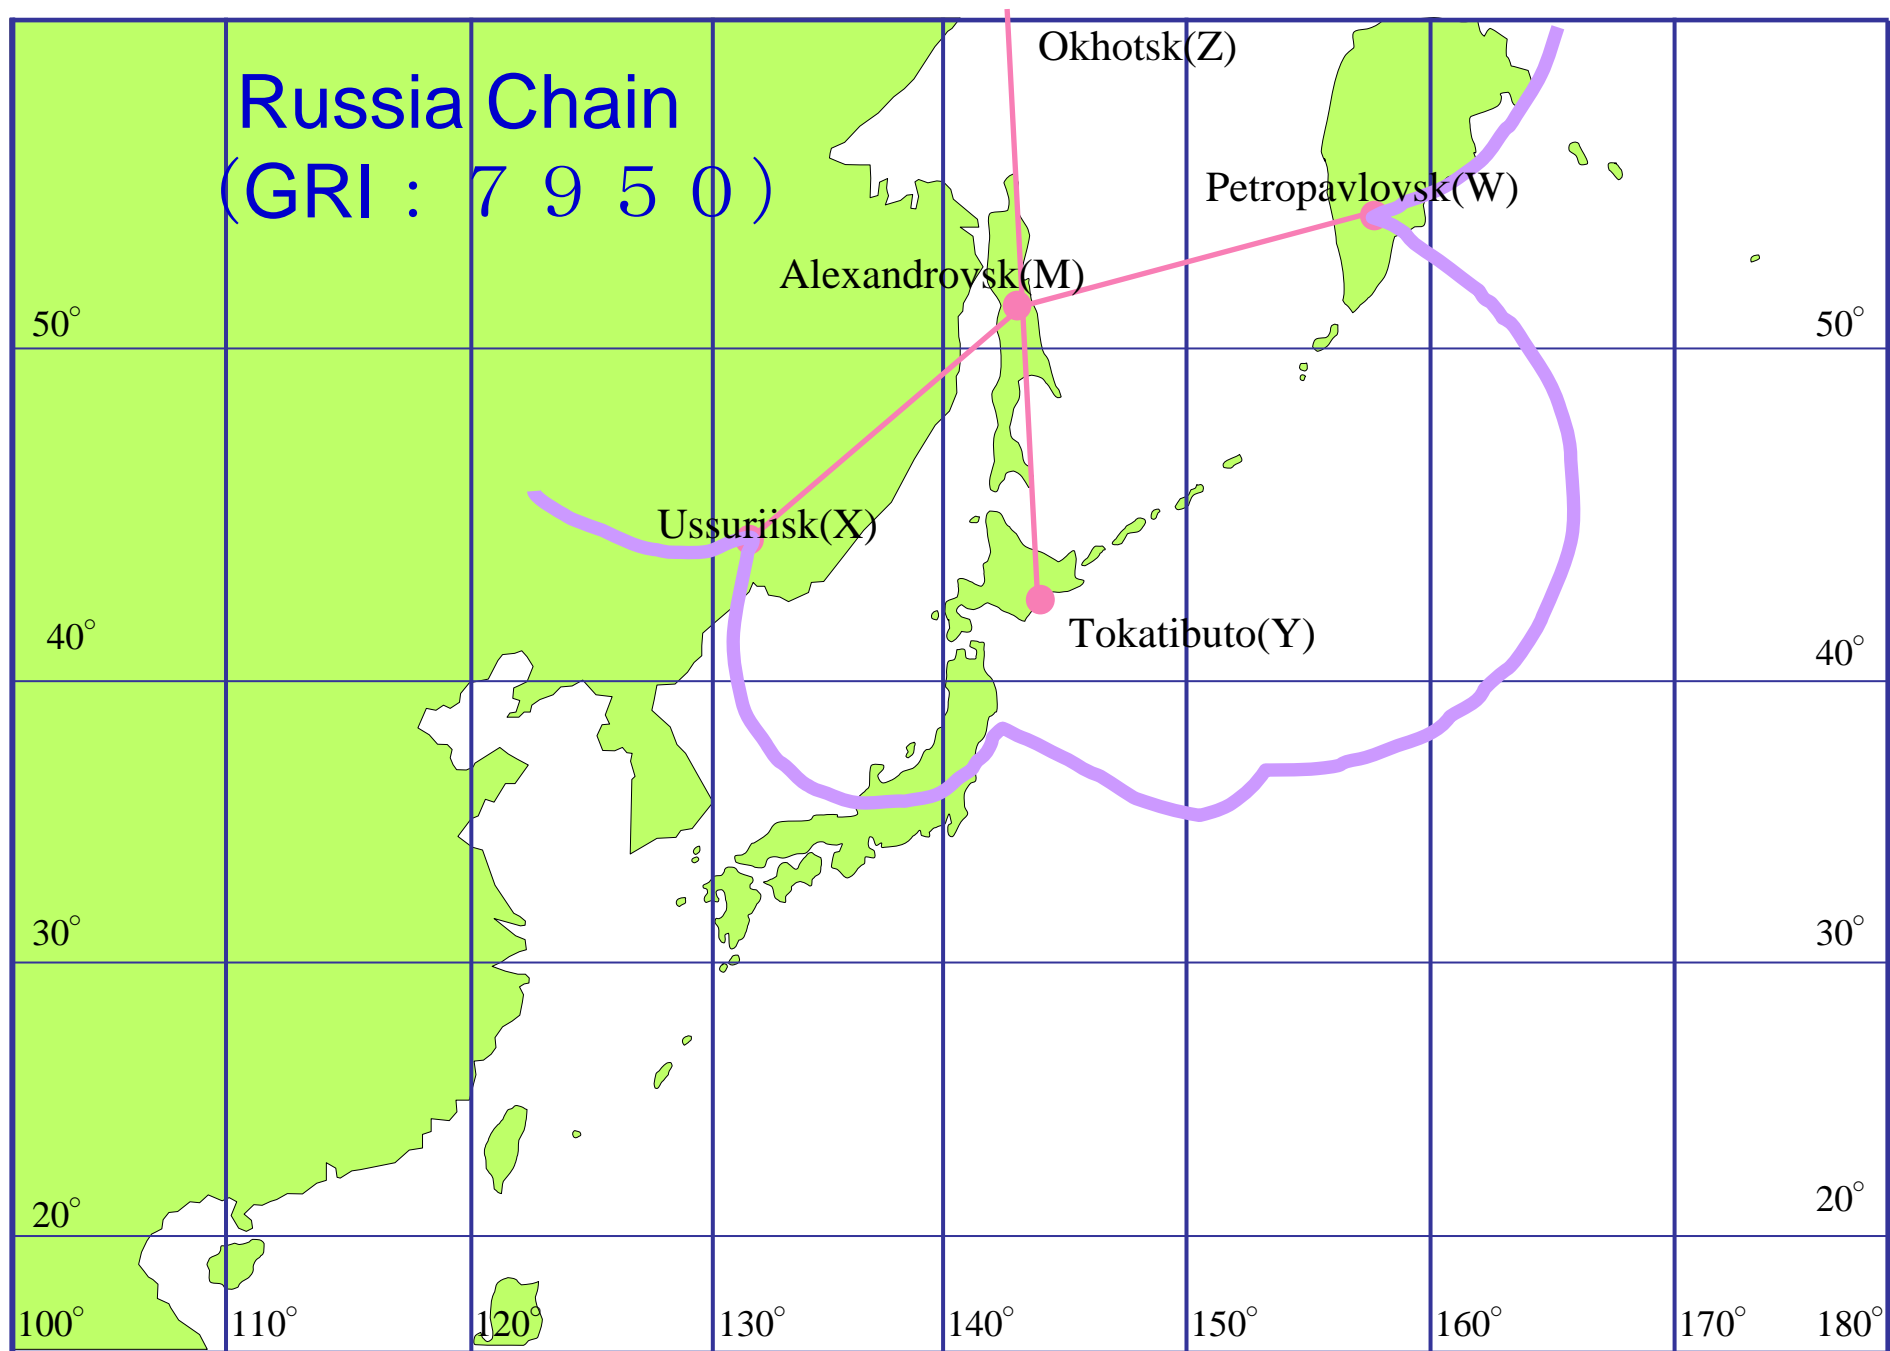 Okhotsk(Z)
Russia Chain
(GRI：７９５０)
Petropavlovsk(W)
Alexandrovsk(M)
50° 50°
Ussuriisk(X)
Tokatibuto(Y)
40° 40°
30° 30°
20° 20°
100° 110° 120° 130° 140° 150° 160° 170° 180°